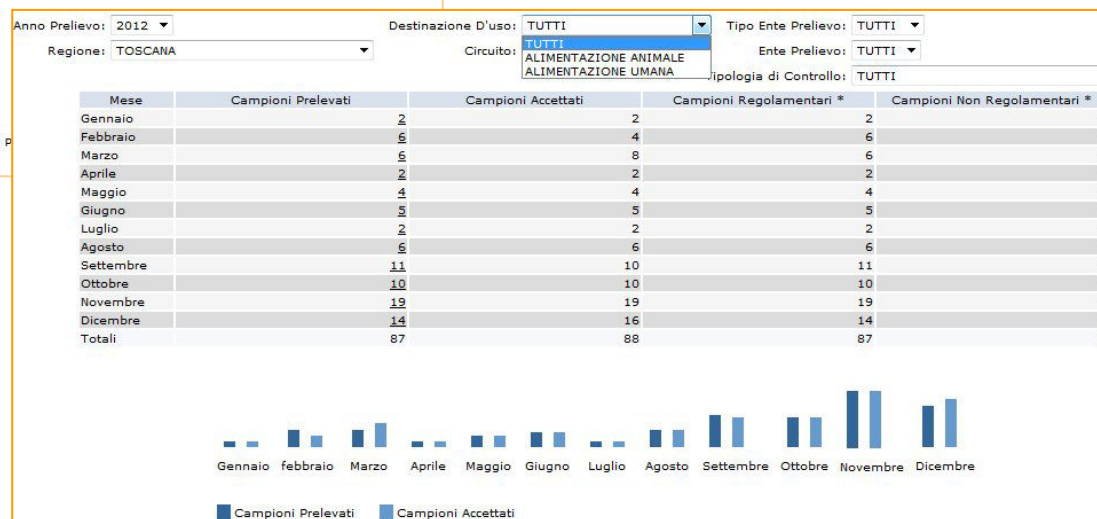 Anno Prelievo: 2012 Destinazione D'uso: TUTTI Tipo Ente Prelievo: TUTTI
Regione: TOSCANA Circuito: TUTTI Ente Prelievo: TUTTI
ALIMENTAZIONE ANIMALE
ALIMENTAZIONE UMANA
Tipologia di Controllo: TUTTI
Mese Campioni Prelevati Campioni Accettati Campioni Regolamentari * Campioni Non Regolamentari *
Gennaio 2 2 2
Febbraio 6 4 6
P
Marzo 6 8 6
Aprile 2 2 2
Maggio 4 4 4
Giugno 5 5 5
Luglio 2 2 2
Agosto 6 6 6
Settembre 11 10 11
Ottobre 10 10 10
Novembre 19 19 19
Dicembre 14 16 14
Totali 87 88 87
Gennaio febbraio Marzo Aprile Maggio Giugno Luglio Agosto Settembre Ottobre Novembre Dicembre
Campioni Prelevati Campioni Accettati